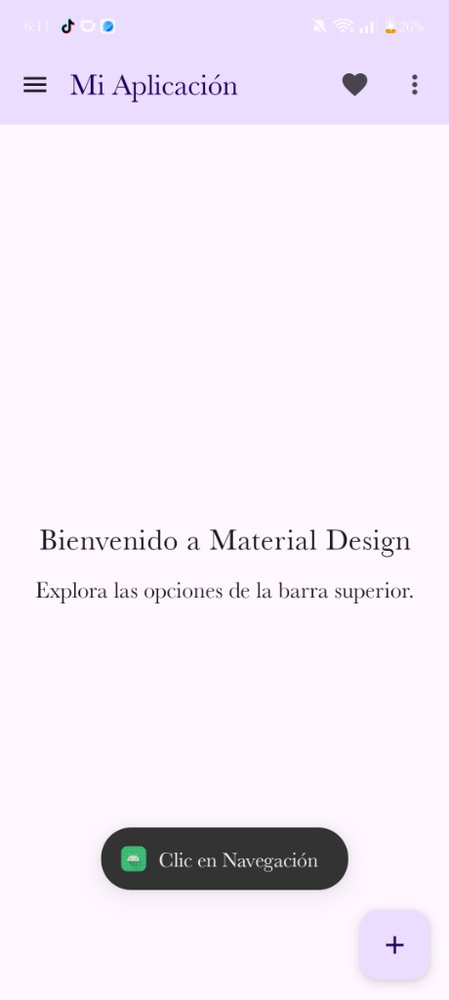 6:11 26%
Mi Aplicación
Bienvenido a Material Design
Explora las opciones de la barra superior.
Clic en Navegación